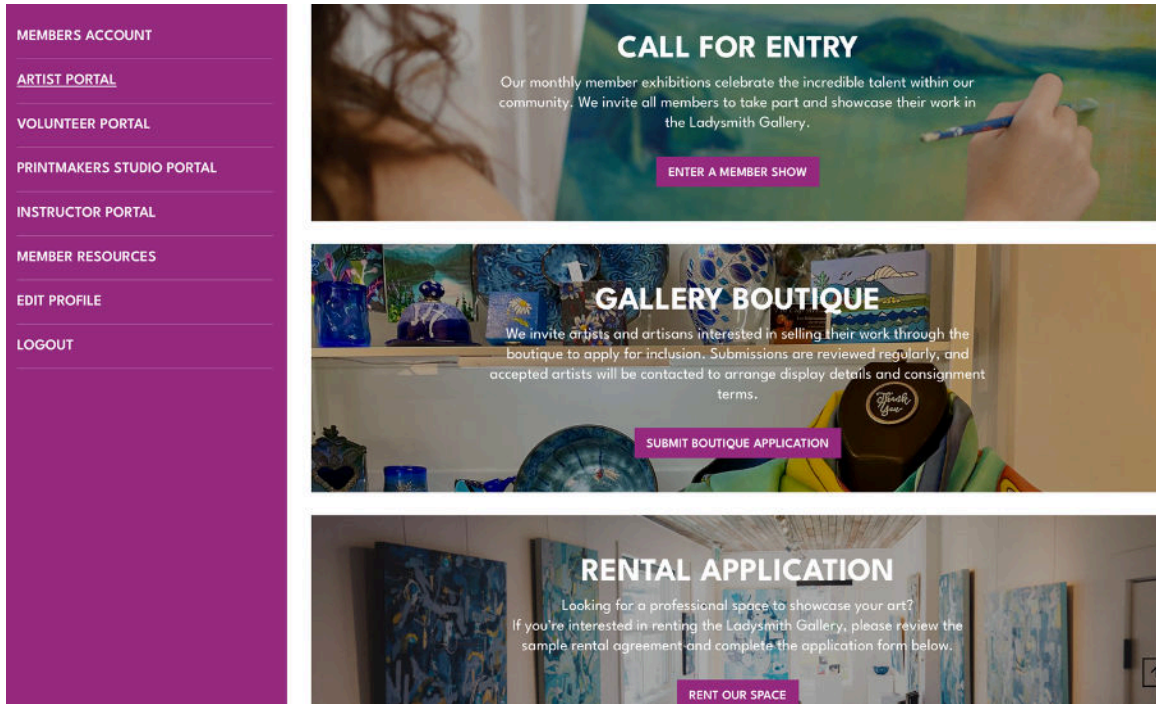 MEMBERS ACCOUNT
ARTIST PORTAL
VOLUNTEER PORTAL
PRINTMAKERS STUDIO PORTAL
INSTRUCTOR PORTAL
MEMBER RESOURCES
EDIT PROFILE
LOGOUT
CALL FOR ENTRY
Our monthly member exhibitions celebrate the incredible talent within our
community. We invite all members to take part and showcase their work in
the Ladysmith Gallery.
ENTER A MEMBER SHOW
GALLERY BOUTIQUE
We invite artists and artisans interested in selling their work through the
boutique to apply for inclusion. Submissions are reviewed regularly, and
accepted artists will be contacted to arrange display details and consignment
terms.
Thank
You
SUBMIT BOUTIQUE APPLICATION
RENTAL APPLICATION
Looking for a professional space to showcase your art?
If you're interested in renting the Ladysmith Gallery, please review the
sample rental agreement and complete the application form below.
RENT OUR SPACE